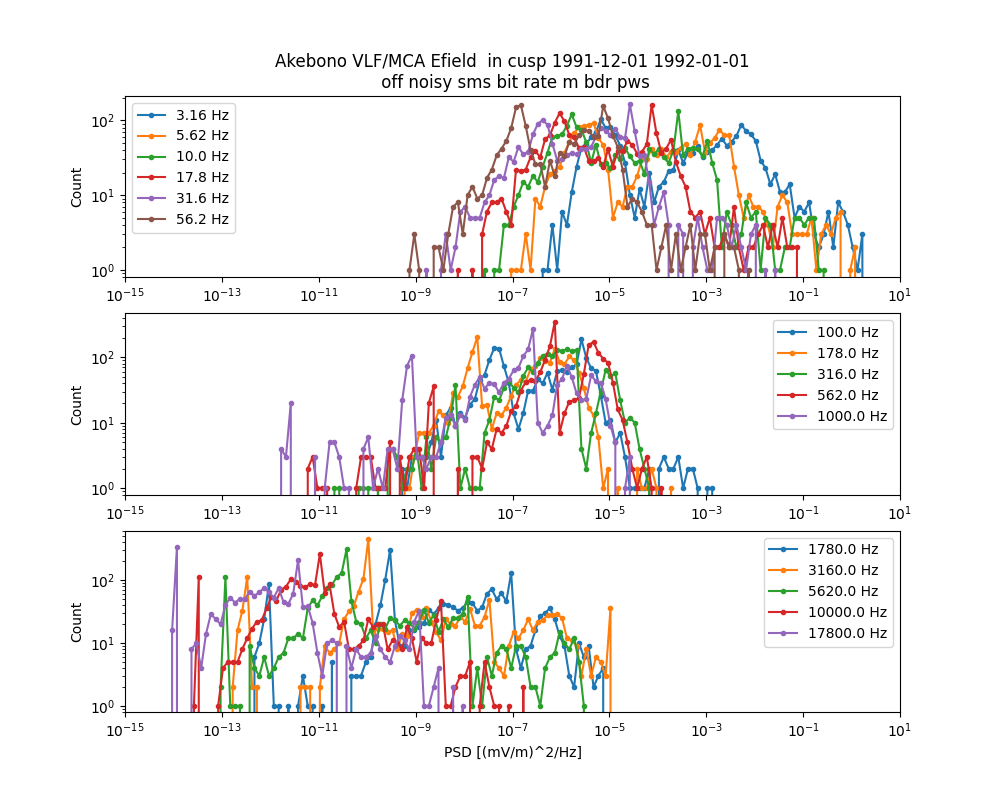 Akebono VLF/MCA Efield  in cusp 1991-12-01 1992-01-01
off noisy sms bit rate m bdr pws
Count
10^2
10^1
10^0
3.16 Hz
5.62 Hz
10.0 Hz
17.8 Hz
31.6 Hz
56.2 Hz
10^−15 10^−13 10^−11 10^−9 10^−7 10^−5 10^−3 10^−1 10^1
Count
10^2
10^1
10^0
100.0 Hz
178.0 Hz
316.0 Hz
562.0 Hz
1000.0 Hz
10^−15 10^−13 10^−11 10^−9 10^−7 10^−5 10^−3 10^−1 10^1
Count
10^2
10^1
10^0
1780.0 Hz
3160.0 Hz
5620.0 Hz
10000.0 Hz
17800.0 Hz
10^−15 10^−13 10^−11 10^−9 10^−7 10^−5 10^−3 10^−1 10^1
PSD [(mV/m)^2/Hz]